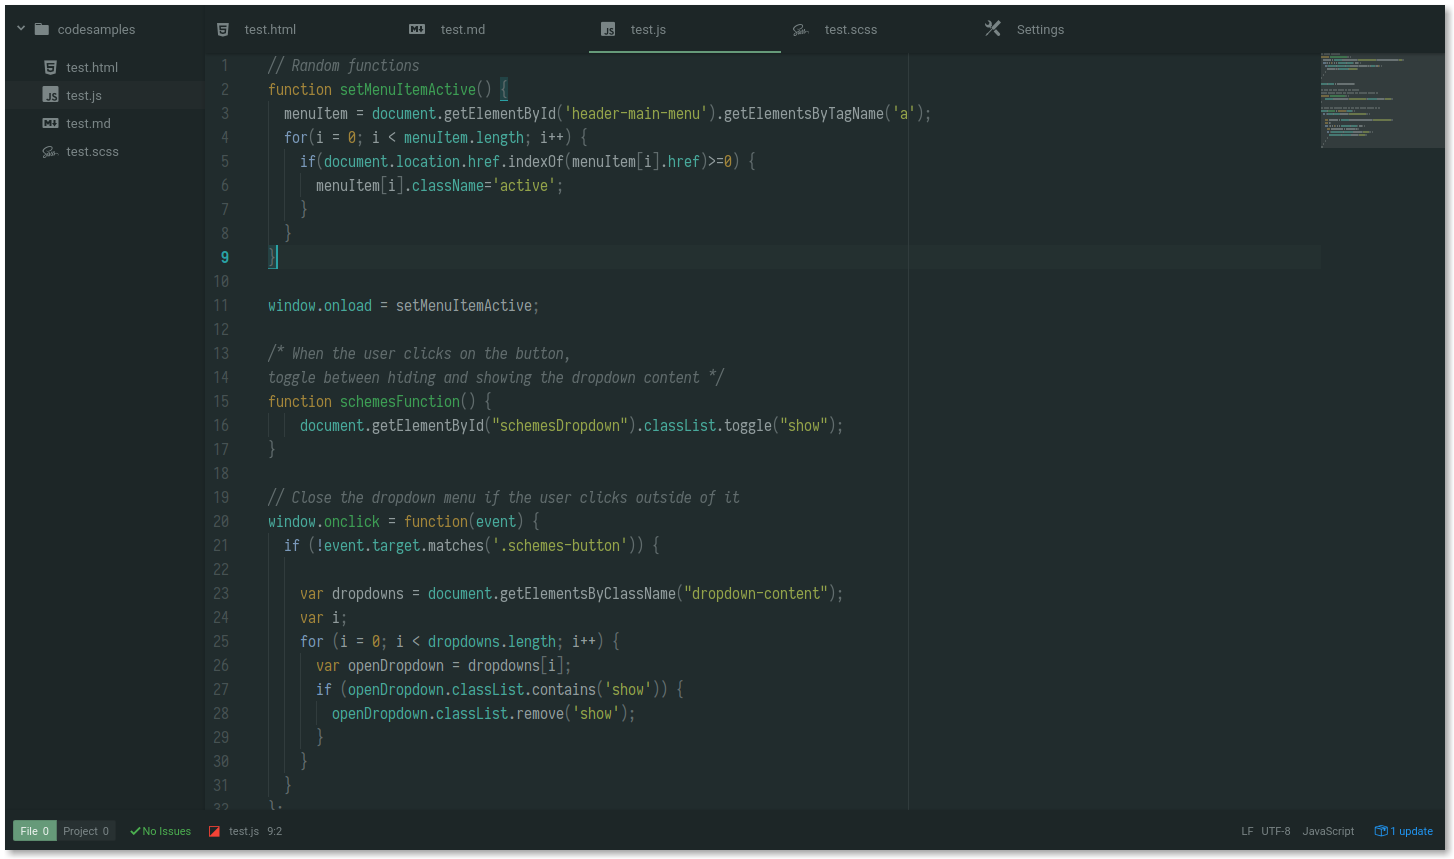 codesamples
test.html
test.js
test.md
test.scss
test.html test.md test.js test.scss Settings
1 // Random functions
2 function setMenuItemActive() {
3   menuItem = document.getElementById('header-main-menu').getElementsByTagName('a');
4   for(i = 0; i < menuItem.length; i++) {
5     if(document.location.href.indexOf(menuItem[i].href)>=0) {
6       menuItem[i].className='active';
7     }
8   }
9 }
10
11 window.onload = setMenuItemActive;
12
13 /* When the user clicks on the button,
14 toggle between hiding and showing the dropdown content */
15 function schemesFunction() {
16     document.getElementById("schemesDropdown").classList.toggle("show");
17 }
18
19 // Close the dropdown menu if the user clicks outside of it
20 window.onclick = function(event) {
21   if (!event.target.matches('.schemes-button')) {
22
23     var dropdowns = document.getElementsByClassName("dropdown-content");
24     var i;
25     for (i = 0; i < dropdowns.length; i++) {
26       var openDropdown = dropdowns[i];
27       if (openDropdown.classList.contains('show')) {
28         openDropdown.classList.remove('show');
29       }
30     }
31   }
32 };
File 0 Project 0 No Issues test.js 9:2 LF UTF-8 JavaScript 1 update